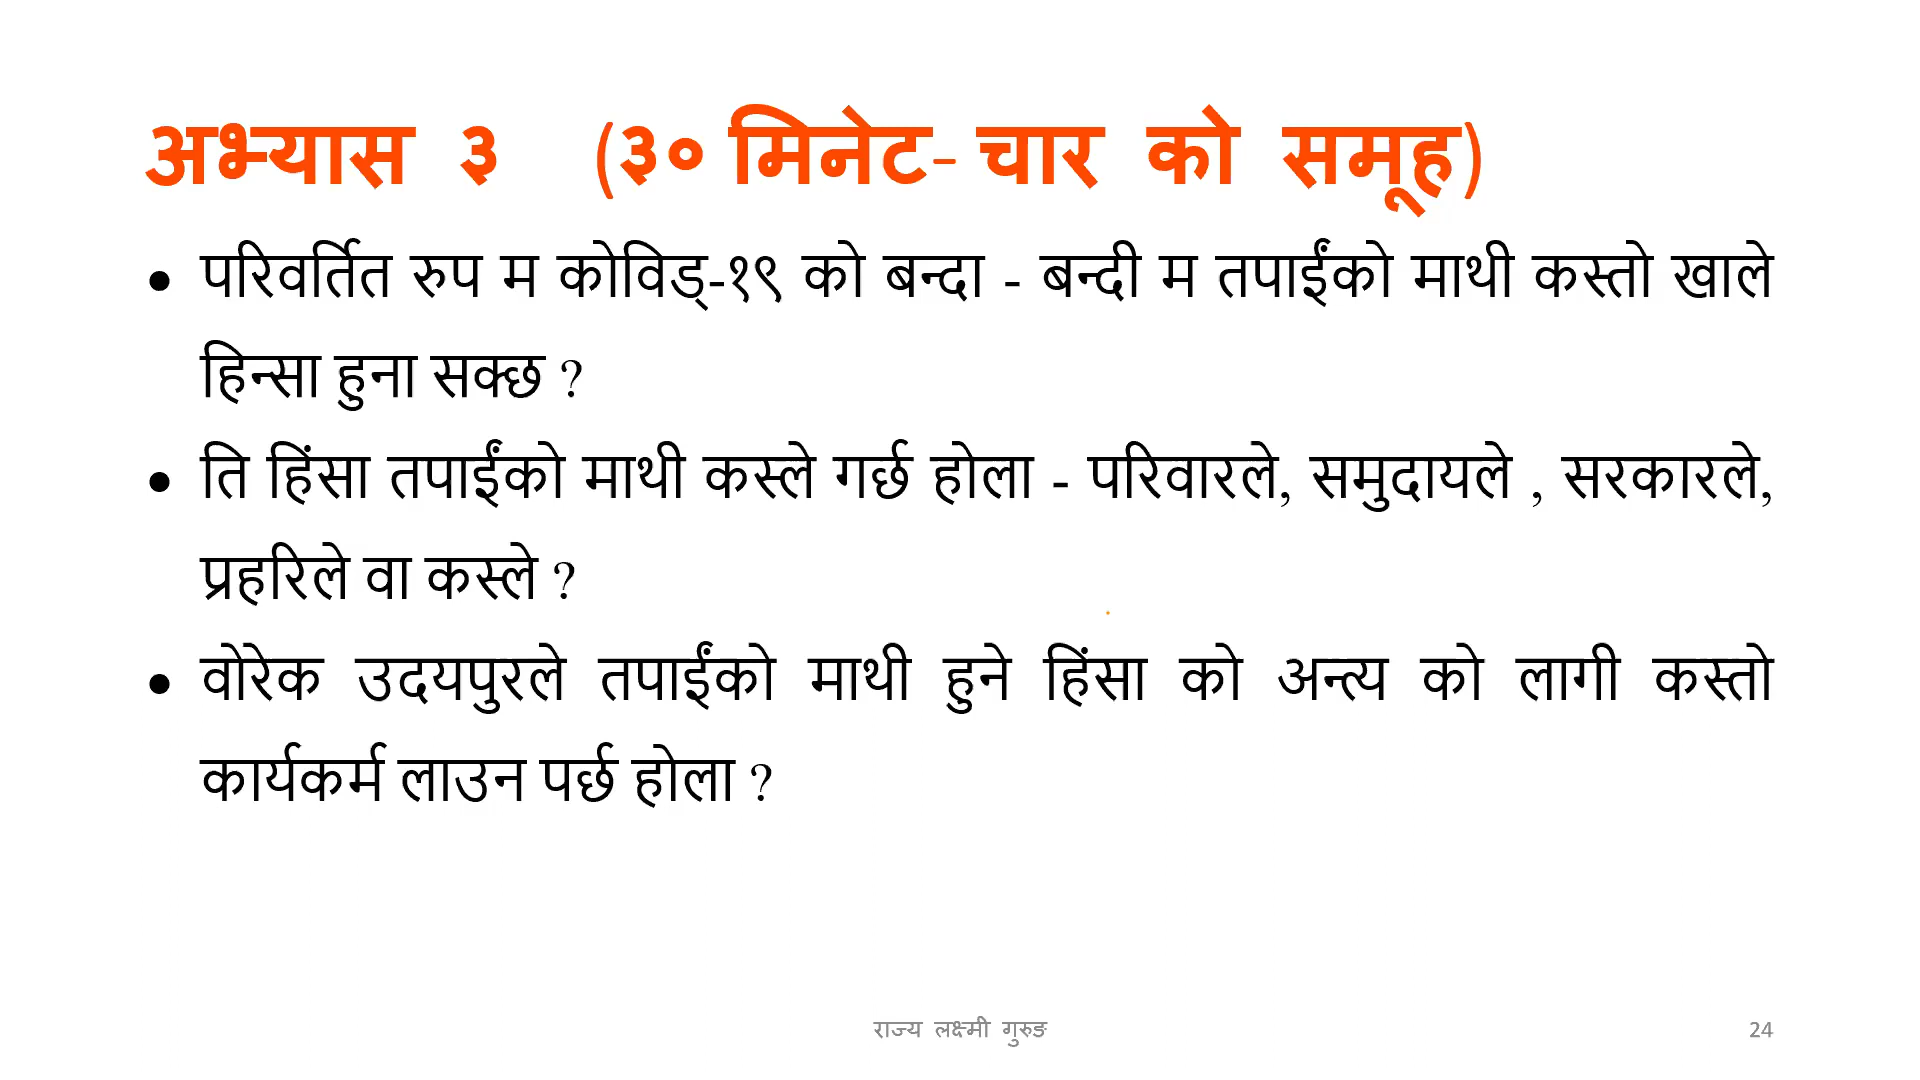 अभ्यास ३ (३० मिनेट- चार को समूह)
• परिवर्तित रुप म कोविड्-१९ को बन्दा - बन्दी म तपाईंको माथी कस्तो खाले
हिन्सा हुना सक्छ ?
• ति हिंसा तपाईंको माथी कस्ले गर्छ होला - परिवारले, समुदायले , सरकारले,
प्रहरिले वा कस्ले ?
• वोरेक उदयपुरले तपाईंको माथी हुने हिंसा को अन्त्य को लागी कस्तो
कार्यकर्म लाउन पर्छ होला ?
राज्य लक्ष्मी गुरुङ
24